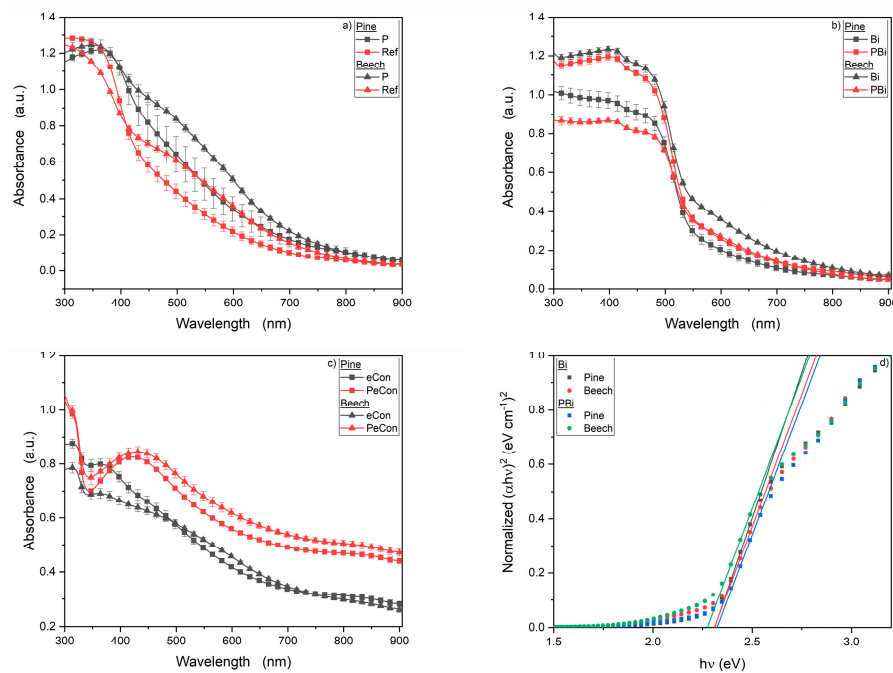 a)
Pine
P
Ref
Beech
P
Ref
1.4
1.2
1.0
0.8
0.6
0.4
0.2
0.0
Absorbance (a.u.)
300 400 500 600 700 800 900
Wavelength (nm)
b)
Pine
Bi
PBi
Beech
Bi
PBi
1.4
1.2
1.0
0.8
0.6
0.4
0.2
0.0
Absorbance (a.u.)
300 400 500 600 700 800 900
Wavelength (nm)
c)
Pine
eCon
PeCon
Beech
eCon
PeCon
1.2
1.0
0.8
0.6
0.4
0.2
Absorbance (a.u.)
300 400 500 600 700 800 900
Wavelength (nm)
d)
Bi
Pine
Beech
PBi
Pine
Beech
1.0
0.8
0.6
0.4
0.2
0.0
Normalized (αhν)² (eV cm⁻¹)²
1.5 2.0 2.5 3.0
hν (eV)